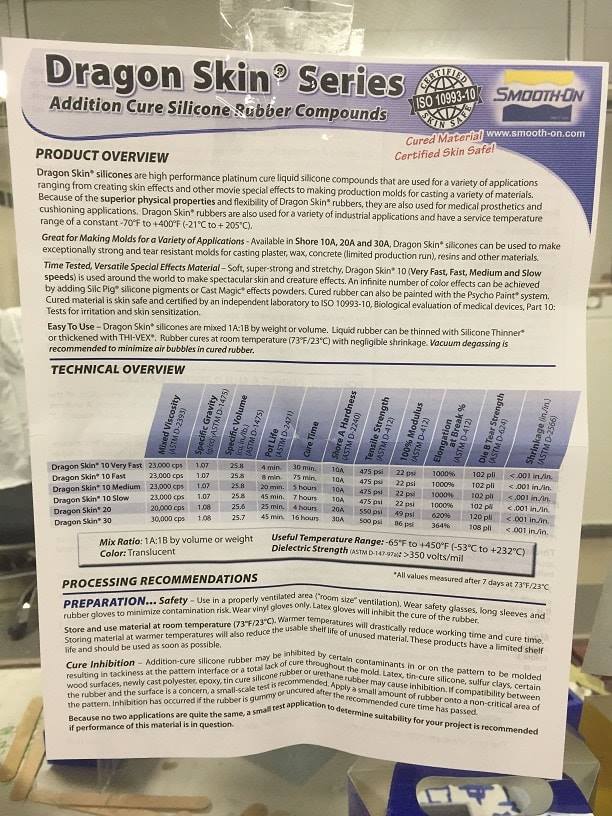 Dragon Skin® Series
Addition Cure Silicone Rubber Compounds
CERTIFIED
ISO 10993-10
SKIN SAFE
SMOOTH-ON
www.smooth-on.com
Cured Material
Certified Skin Safe!
PRODUCT OVERVIEW
Dragon Skin® silicones are high performance platinum cure liquid silicone compounds that are used for a variety of applications
ranging from creating skin effects and other movie special effects to making production molds for casting a variety of materials.
Because of the superior physical properties and flexibility of Dragon Skin® rubbers, they are also used for medical prosthetics and
cushioning applications. Dragon Skin® rubbers are also used for a variety of industrial applications and have a service temperature
range of a constant -70°F to +400°F (-21°C to + 205°C).
Great for Making Molds for a Variety of Applications - Available in Shore 10A, 20A and 30A, Dragon Skin® silicones can be used to make
exceptionally strong and tear resistant molds for casting plaster, wax, concrete (limited production run), resins and other materials.
Time Tested, Versatile Special Effects Material – Soft, super-strong and stretchy, Dragon Skin® 10 (Very Fast, Fast, Medium and Slow
speeds) is used around the world to make spectacular skin and creature effects. An infinite number of color effects can be achieved
by adding Silc Pig® silicone pigments or Cast Magic® effects powders. Cured rubber can also be painted with the Psycho Paint® system.
Cured material is skin safe and certified by an independent laboratory to ISO 10993-10, Biological evaluation of medical devices, Part 10:
Tests for irritation and skin sensitization.
Easy To Use – Dragon Skin® silicones are mixed 1A:1B by weight or volume. Liquid rubber can be thinned with Silicone Thinner®
or thickened with THI-VEX®. Rubber cures at room temperature (73°F/23°C) with negligible shrinkage. Vacuum degassing is
recommended to minimize air bubbles in cured rubber.
TECHNICAL OVERVIEW
Mixed Viscosity (ASTM D-2393)
Specific Gravity (g/cc) (ASTM D-1475)
Specific Volume (cu. in./lb.) (ASTM D-1475)
Pot Life (ASTM D-2471)
Cure Time
Shore A Hardness (ASTM D-2240)
Tensile Strength (ASTM D-412)
100% Modulus (ASTM D-412)
Elongation at Break % (ASTM D-412)
Die B Tear Strength (ASTM D-624)
Shrinkage (in./in.) (ASTM D-2566)
Dragon Skin® 10 Very Fast 23,000 cps 1.07 25.8 4 min. 30 min. 10A 475 psi 22 psi 1000% 102 pli < .001 in./in.
Dragon Skin® 10 Fast 23,000 cps 1.07 25.8 8 min. 75 min. 10A 475 psi 22 psi 1000% 102 pli < .001 in./in.
Dragon Skin® 10 Medium 23,000 cps 1.07 25.8 20 min. 5 hours 10A 475 psi 22 psi 1000% 102 pli < .001 in./in.
Dragon Skin® 10 Slow 23,000 cps 1.07 25.8 45 min. 7 hours 10A 475 psi 22 psi 1000% 102 pli < .001 in./in.
Dragon Skin® 20 20,000 cps 1.08 25.6 25 min. 4 hours 20A 550 psi 49 psi 620% 120 pli < .001 in./in.
Dragon Skin® 30 30,000 cps 1.08 25.7 45 min. 16 hours 30A 500 psi 86 psi 364% 108 pli < .001 in./in.
Mix Ratio: 1A:1B by volume or weight
Color: Translucent
Useful Temperature Range: -65°F to +450°F (-53°C to +232°C)
Dielectric Strength (ASTM D-147-97a): >350 volts/mil
*All values measured after 7 days at 73°F/23°C
PROCESSING RECOMMENDATIONS
PREPARATION... Safety – Use in a properly ventilated area ("room size" ventilation). Wear safety glasses, long sleeves and
rubber gloves to minimize contamination risk. Wear vinyl gloves only. Latex gloves will inhibit the cure of the rubber.
Store and use material at room temperature (73°F/23°C). Warmer temperatures will drastically reduce working time and cure time.
Storing material at warmer temperatures will also reduce the usable shelf life of unused material. These products have a limited shelf
life and should be used as soon as possible.
Cure Inhibition – Addition-cure silicone rubber may be inhibited by certain contaminants in or on the pattern to be molded
resulting in tackiness at the pattern interface or a total lack of cure throughout the mold. Latex, tin-cure silicone, sulfur clays, certain
wood surfaces, newly cast polyester, epoxy, tin cure silicone rubber or urethane rubber may cause inhibition. If compatibility between
the rubber and the surface is a concern, a small-scale test is recommended. Apply a small amount of rubber onto a non-critical area of
the pattern. Inhibition has occurred if the rubber is gummy or uncured after the recommended cure time has passed.
Because no two applications are quite the same, a small test application to determine suitability for your project is recommended
if performance of this material is in question.